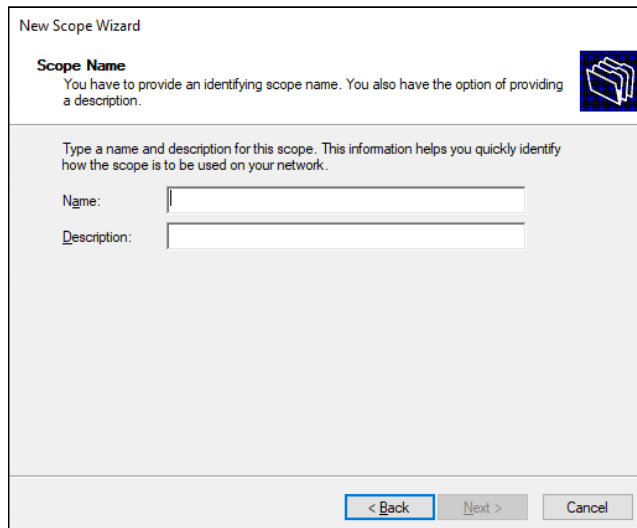 New Scope Wizard
Scope Name
You have to provide an identifying scope name. You also have the option of providing
a description.
Type a name and description for this scope. This information helps you quickly identify
how the scope is to be used on your network.
Name:
Description:
< Back Next > Cancel